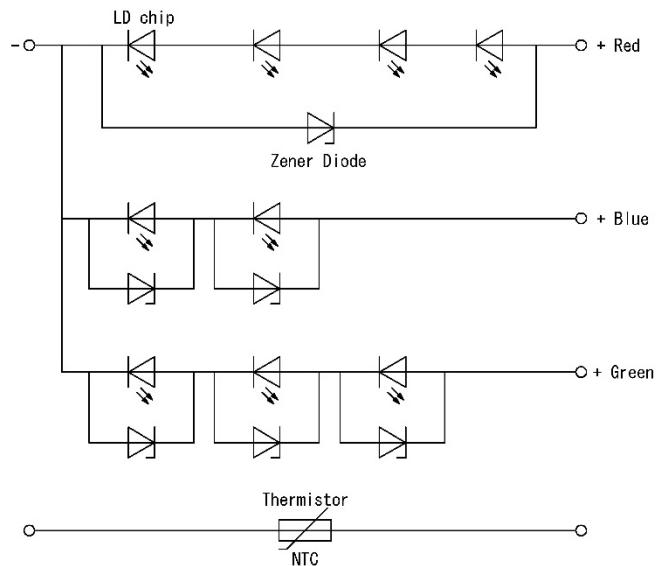 LD chip
- + Red
Zener Diode
+ Blue
+ Green
Thermistor
NTC